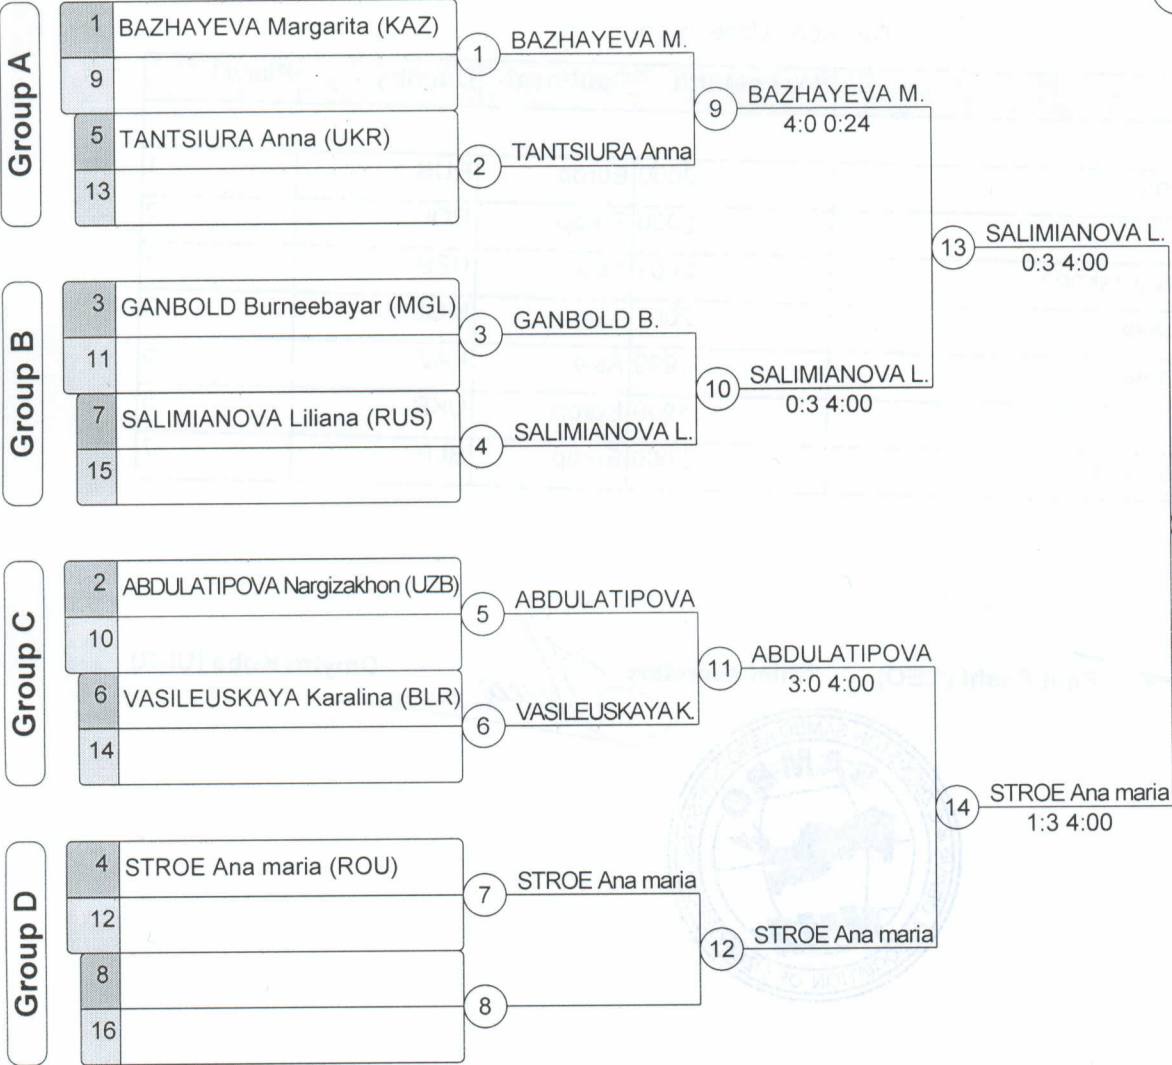 Group A
1 BAZHAYEVA Margarita (KAZ)
9
5 TANTSIURA Anna (UKR)
13
1 BAZHAYEVA M.
2 TANTSIURA Anna
9 BAZHAYEVA M.
4:0 0:24
Group B
3 GANBOLD Burneebayar (MGL)
11
7 SALIMIANOVA Liliana (RUS)
15
3 GANBOLD B.
4 SALIMIANOVA L.
10 SALIMIANOVA L.
0:3 4:00
13 SALIMIANOVA L.
0:3 4:00
Group C
2 ABDULATIPOVA Nargizakhon (UZB)
10
6 VASILEUSKAYA Karalina (BLR)
14
5 ABDULATIPOVA
6 VASILEUSKAYA K.
11 ABDULATIPOVA
3:0 4:00
Group D
4 STROE Ana maria (ROU)
12
8
16
7 STROE Ana maria
8
12 STROE Ana maria
14 STROE Ana maria
1:3 4:00